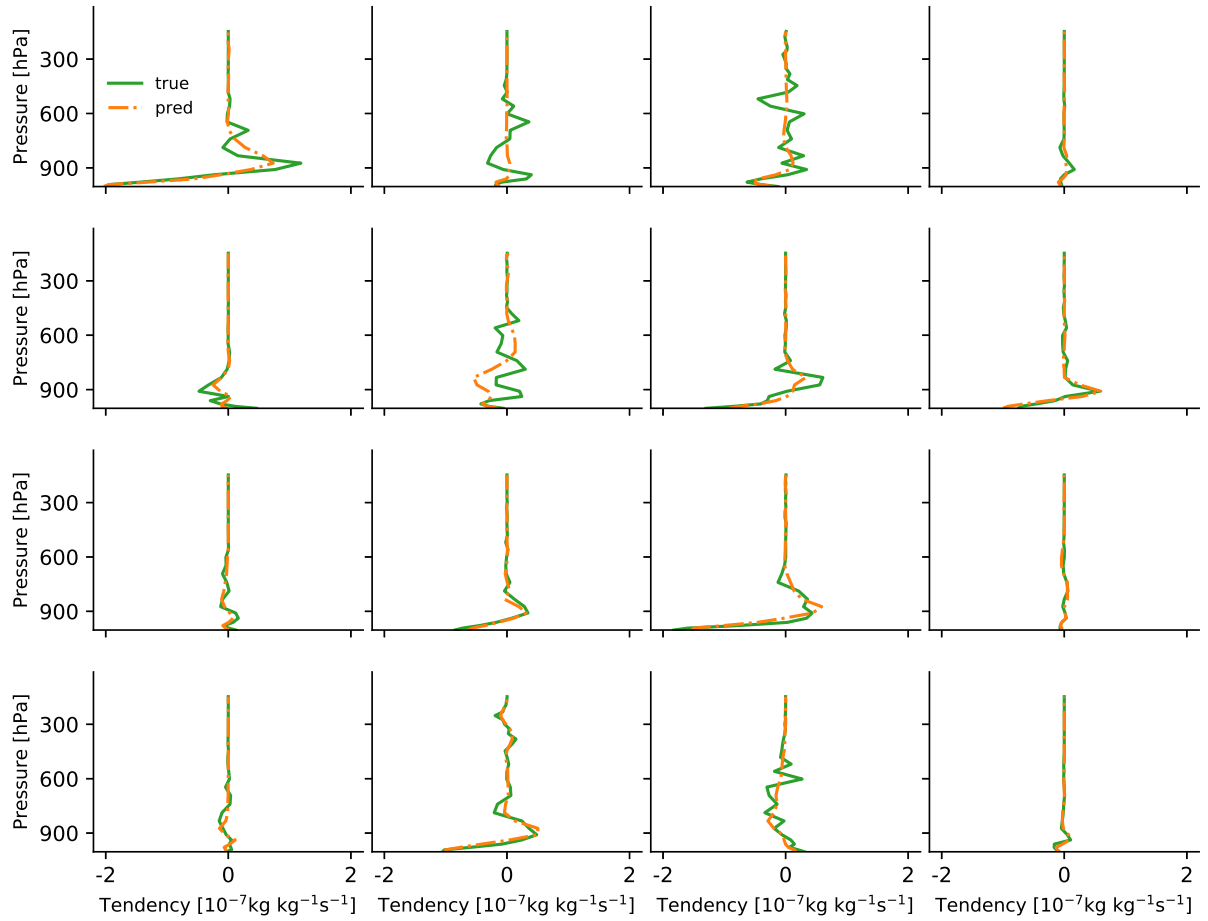 Pressure [hPa]
300
600
900
true
pred
Pressure [hPa]
300
600
900
Pressure [hPa]
300
600
900
Pressure [hPa]
300
600
900
-2 0 2 -2 0 2 -2 0 2 -2 0 2
Tendency [10⁻⁷kg kg⁻¹s⁻¹] Tendency [10⁻⁷kg kg⁻¹s⁻¹] Tendency [10⁻⁷kg kg⁻¹s⁻¹] Tendency [10⁻⁷kg kg⁻¹s⁻¹]